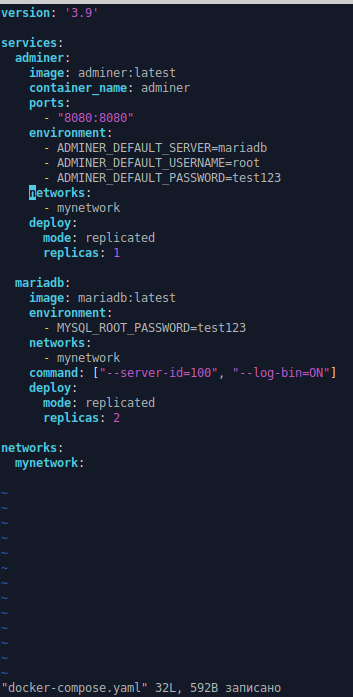 version: '3.9'

services:
  adminer:
    image: adminer:latest
    container_name: adminer
    ports:
      - "8080:8080"
    environment:
      - ADMINER_DEFAULT_SERVER=mariadb
      - ADMINER_DEFAULT_USERNAME=root
      - ADMINER_DEFAULT_PASSWORD=test123
    networks:
      - mynetwork
    deploy:
      mode: replicated
      replicas: 1

  mariadb:
    image: mariadb:latest
    environment:
      - MYSQL_ROOT_PASSWORD=test123
    networks:
      - mynetwork
    command: ["--server-id=100", "--log-bin=ON"]
    deploy:
      mode: replicated
      replicas: 2

networks:
  mynetwork:

~
~
~
~
~
~
~
~
~
~
~
~
~
"docker-compose.yaml" 32L, 592B записано